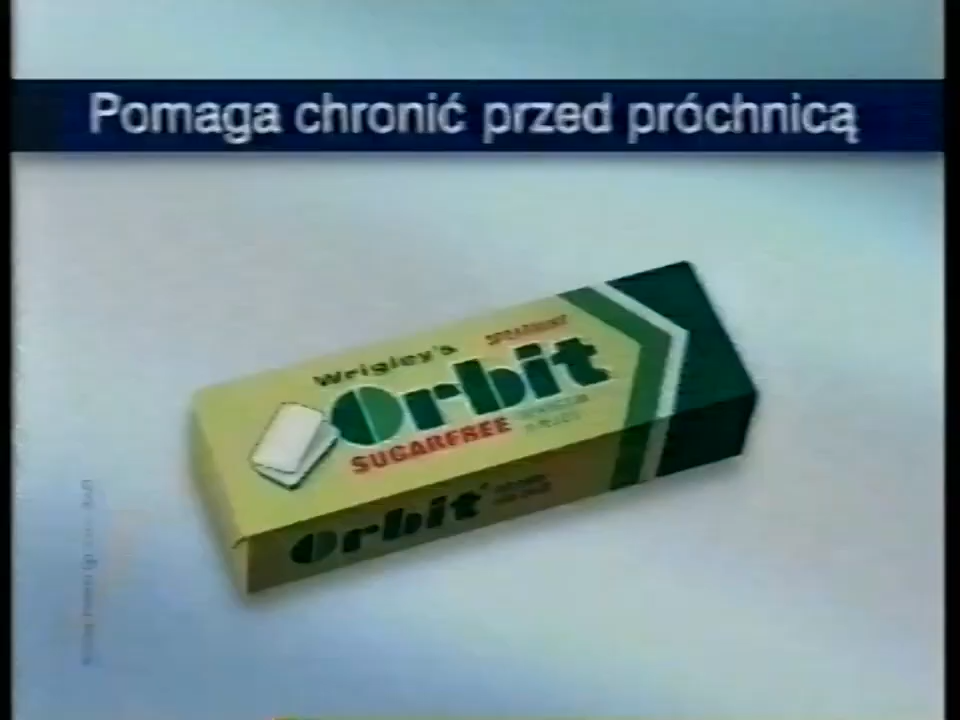 Pomaga chronić przed próchnicą
Wrigley's
SPEARMINT
Orbit
SUGARFREE
Orbit